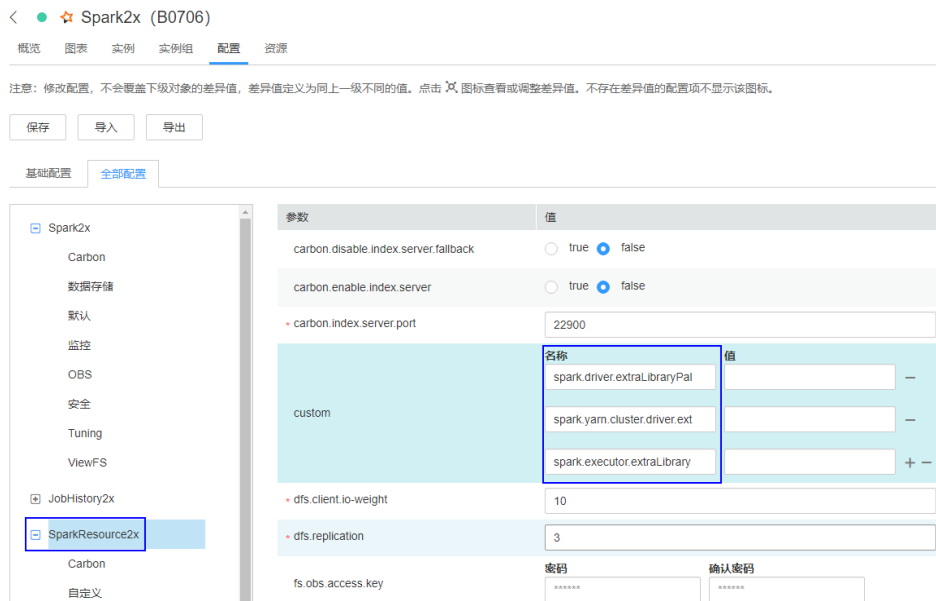 Spark2x（B0706）
概览 图表 实例 实例组 配置 资源
注意：修改配置，不会覆盖下级对象的差异值，差异值定义为同上一级不同的值。点击 图标查看或调整差异值。不存在差异值的配置项不显示该图标。
保存 导入 导出
基础配置 全部配置
Spark2x
Carbon
数据存储
默认
监控
OBS
安全
Tuning
ViewFS
JobHistory2x
SparkResource2x
Carbon
自定义
参数 值
carbon.disable.index.server.fallback true false
carbon.enable.index.server true false
* carbon.index.server.port 22900
custom
名称 值
spark.driver.extraLibraryPal
spark.yarn.cluster.driver.ext
spark.executor.extraLibrary
* dfs.client.io-weight 10
* dfs.replication 3
fs.obs.access.key
密码 确认密码
****** ******